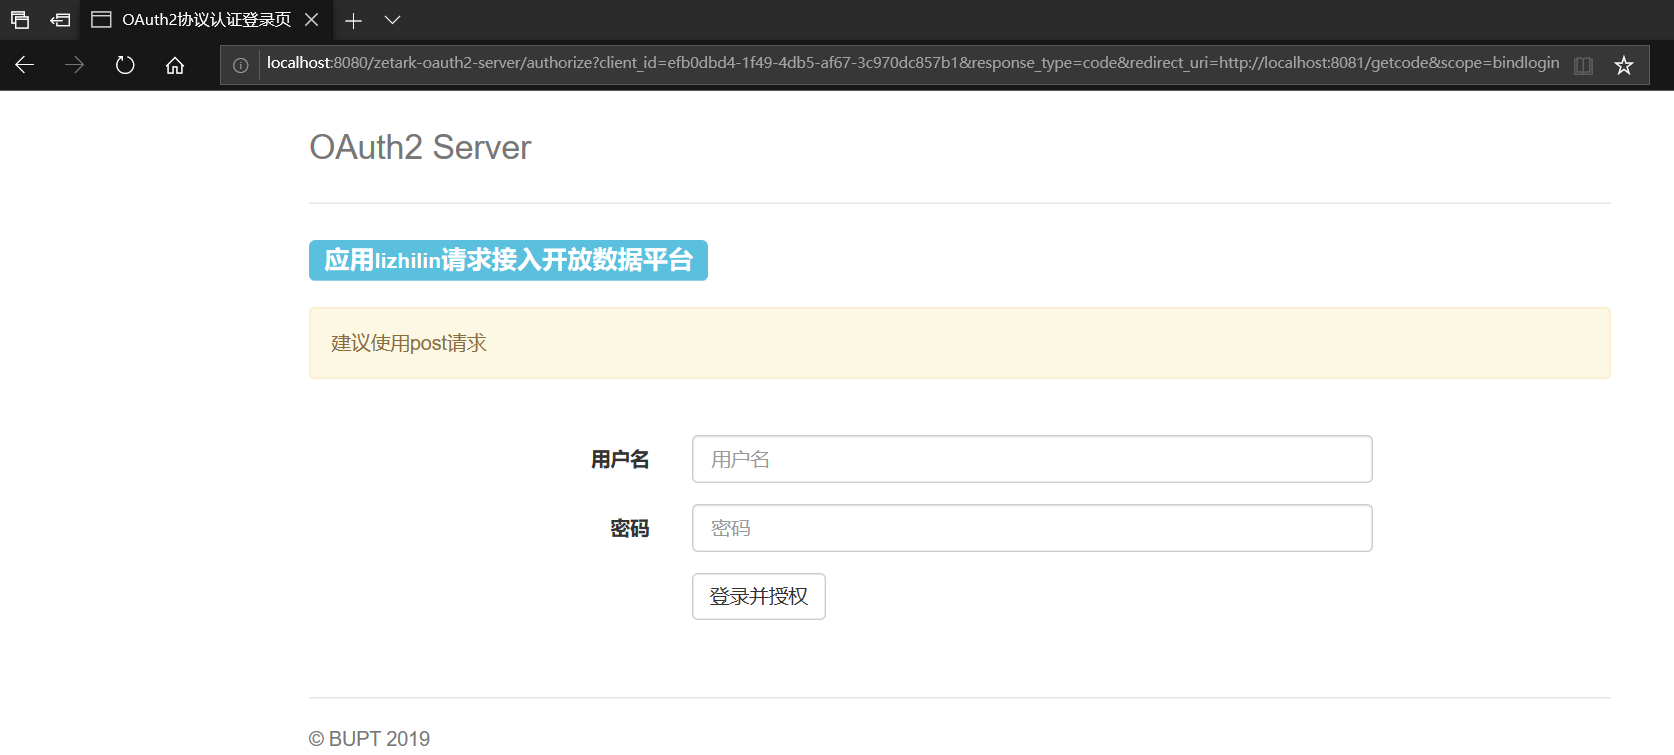 OAuth2协议认证登录页
localhost:8080/zetark-oauth2-server/authorize?client_id=efb0dbd4-1f49-4db5-af67-3c970dc857b1&response_type=code&redirect_uri=http://localhost:8081/getcode&scope=bindlogin
OAuth2 Server
应用lizhilin请求接入开放数据平台
建议使用post请求
用户名 用户名
密码 密码
登录并授权
© BUPT 2019